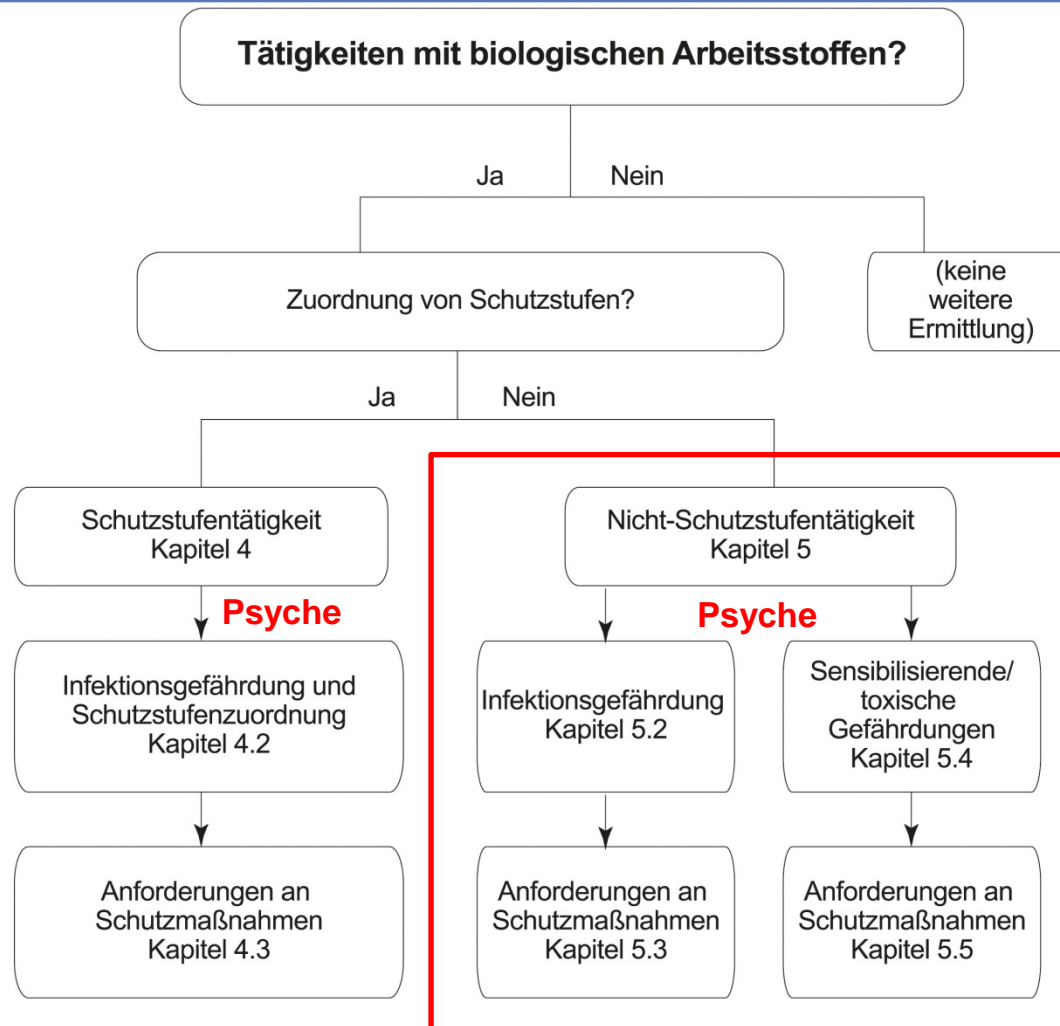 Tätigkeiten mit biologischen Arbeitsstoffen?
Ja
Nein
Zuordnung von Schutzstufen?
(keine
weitere
Ermittlung)
Ja
Nein
Schutzstufentätigkeit
Kapitel 4
Nicht-Schutzstufentätigkeit
Kapitel 5
Psyche
Psyche
Infektionsgefährdung und
Schutzstufenzuordnung
Kapitel 4.2
Infektionsgefährdung
Kapitel 5.2
Sensibilisierende/
toxische
Gefährdungen
Kapitel 5.4
Anforderungen an
Schutzmaßnahmen
Kapitel 4.3
Anforderungen an
Schutzmaßnahmen
Kapitel 5.3
Anforderungen an
Schutzmaßnahmen
Kapitel 5.5